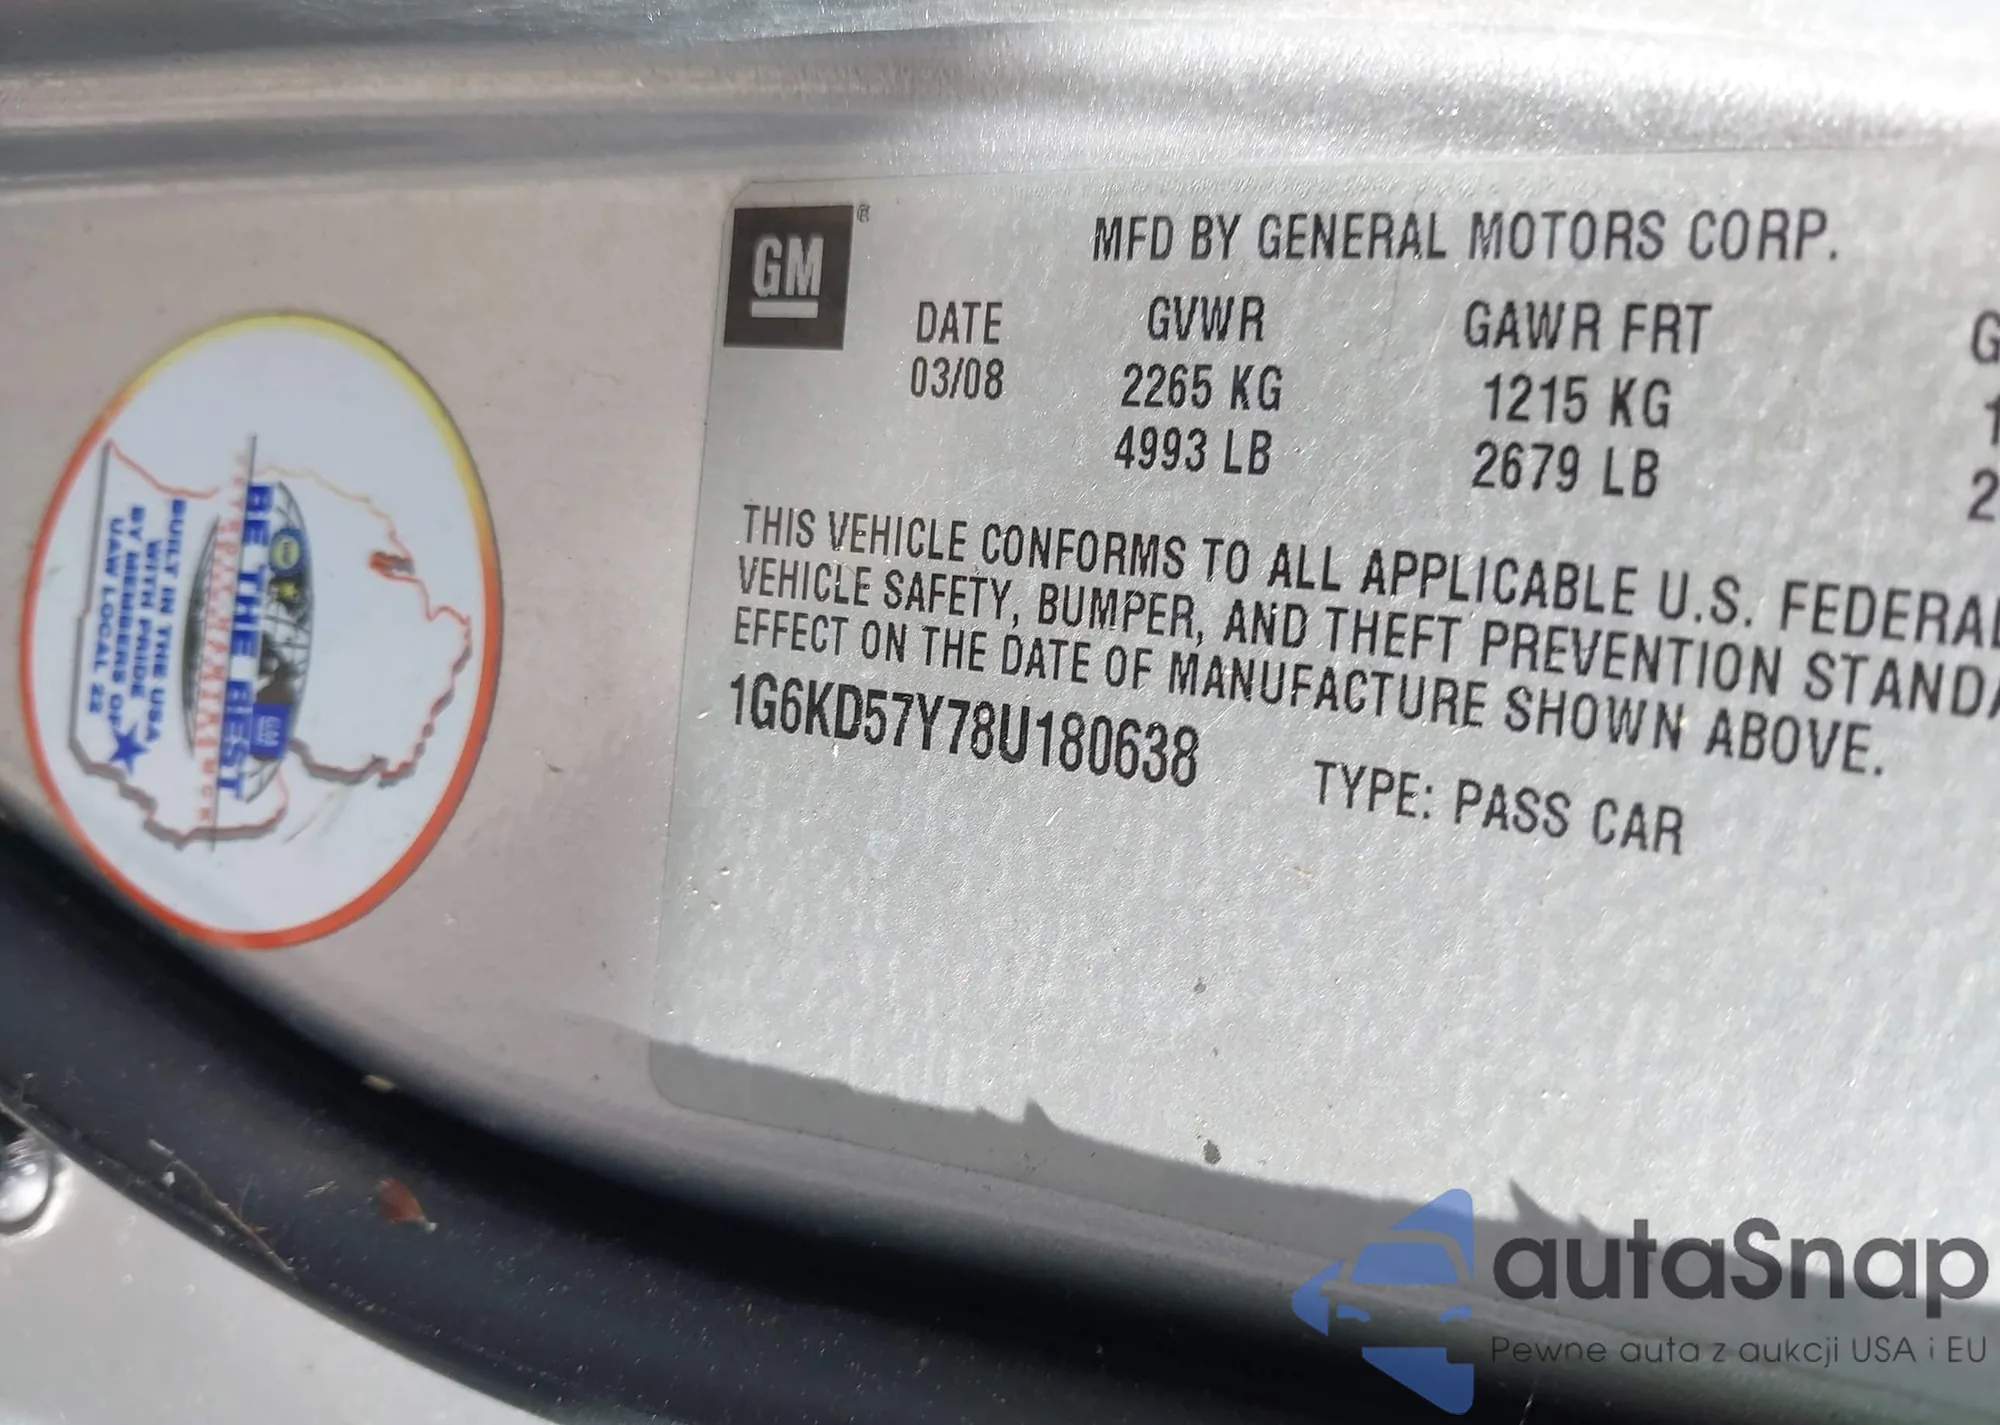 GM ®
MFD BY GENERAL MOTORS CORP.
DATE GVWR GAWR FRT G
03/08 2265 KG 1215 KG 1
4993 LB 2679 LB 2
THIS VEHICLE CONFORMS TO ALL APPLICABLE U.S. FEDERAL
VEHICLE SAFETY, BUMPER, AND THEFT PREVENTION STANDA
EFFECT ON THE DATE OF MANUFACTURE SHOWN ABOVE.
1G6KD57Y78U180638 TYPE: PASS CAR
BE THE BEST
BUILT IN THE USA
WITH PRIDE
BY MEMBERS OF
UAW LOCAL 22
autaSnap
Pewne auta z aukcji USA i EU